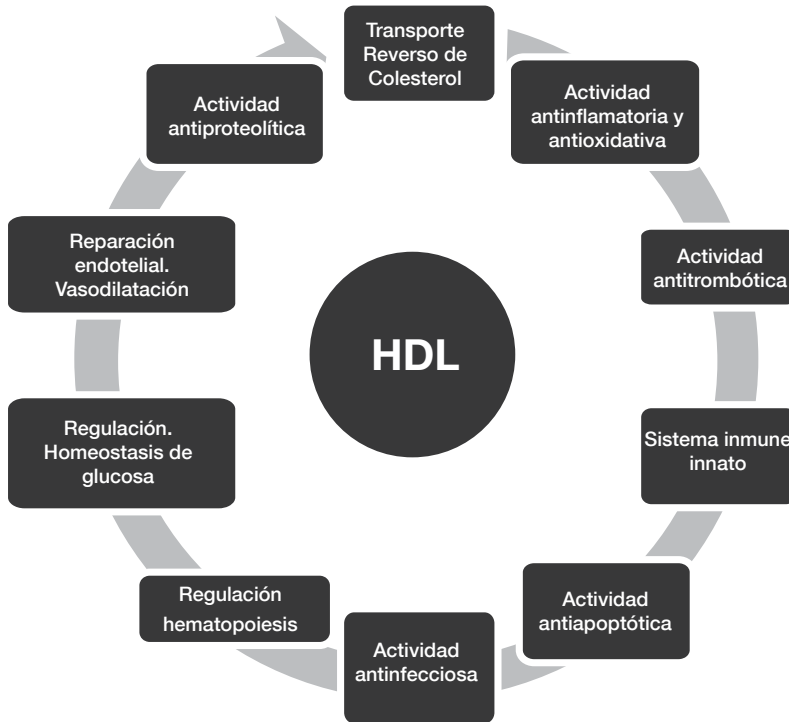 Transporte
Reverso de
Colesterol
Actividad
antinflamatoria y
antioxidativa
Actividad
antitrombótica
Sistema inmune
innato
Actividad
antiapoptótica
Actividad
antinfecciosa
Regulación
hematopoiesis
Regulación.
Homeostasis de
glucosa
Reparación
endotelial.
Vasodilatación
Actividad
antiproteolítica
HDL